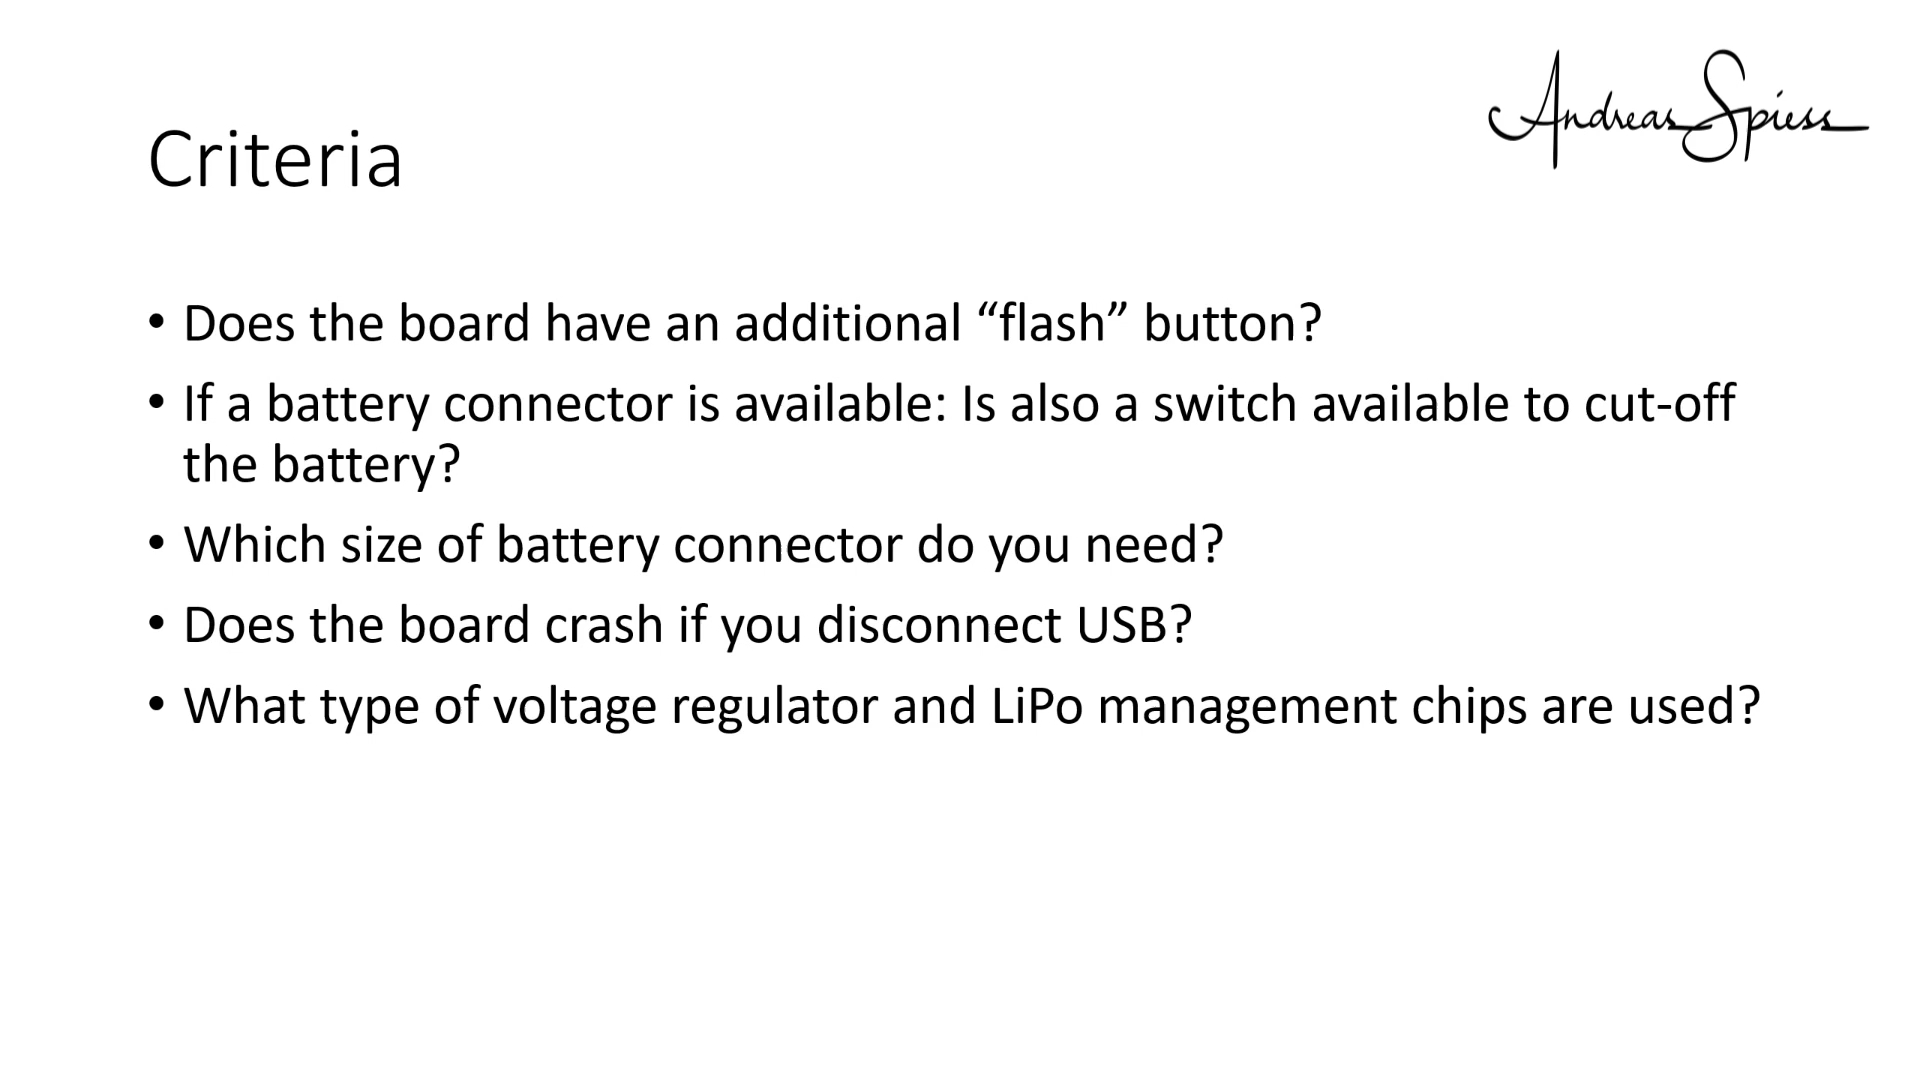 Andreas Spiess
Criteria
• Does the board have an additional “flash” button?
• If a battery connector is available: Is also a switch available to cut-off
the battery?
• Which size of battery connector do you need?
• Does the board crash if you disconnect USB?
• What type of voltage regulator and LiPo management chips are used?